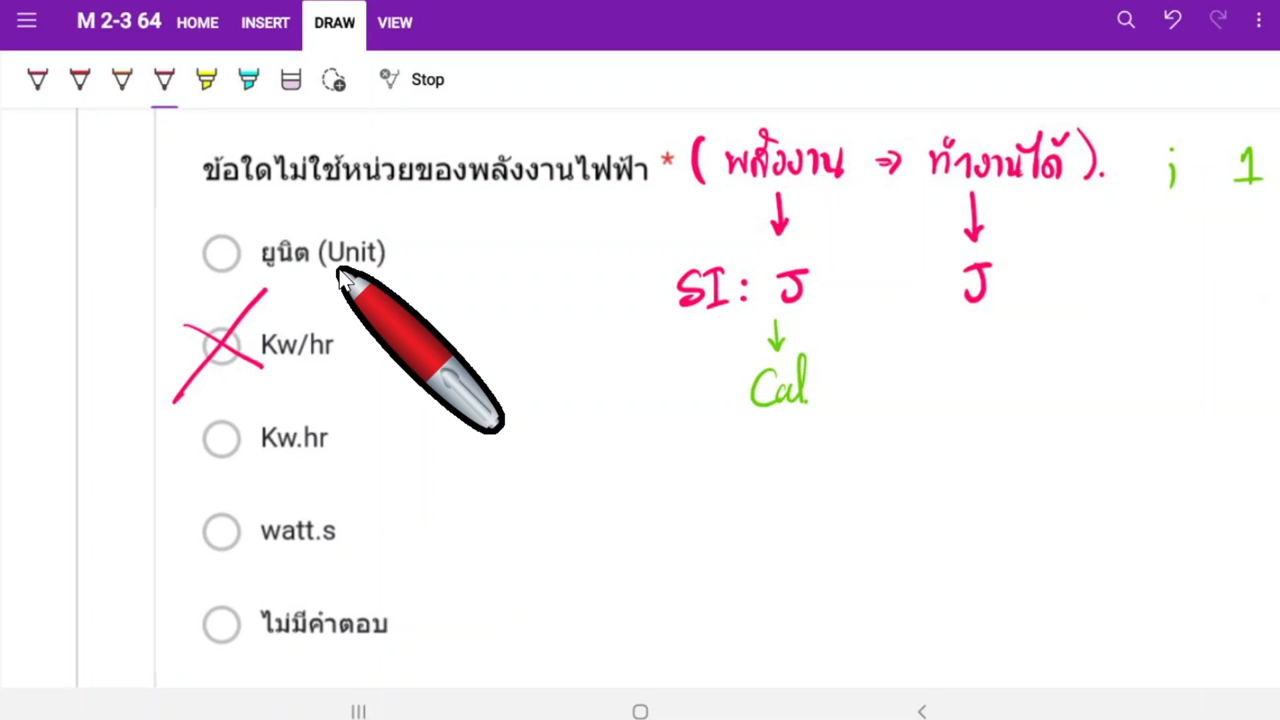 M 2-3 64 HOME INSERT DRAW VIEW
Stop
ข้อใดไม่ใช้หน่วยของพลังงานไฟฟ้า * (พลังงาน ⇒ ทำงานได้). ; 1
ยูนิต (Unit)
SI : J J
Kw/hr
Cal.
Kw.hr
watt.s
ไม่มีคำตอบ